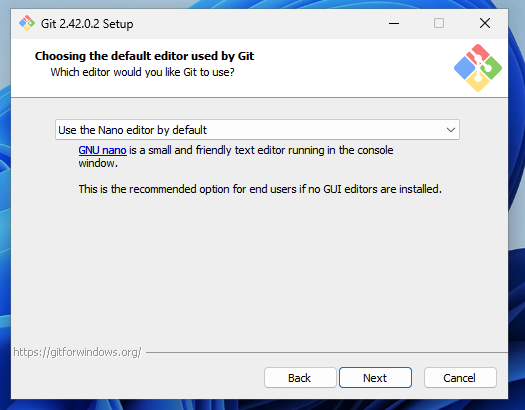 Git 2.42.0.2 Setup
Choosing the default editor used by Git
Which editor would you like Git to use?
Use the Nano editor by default
GNU nano is a small and friendly text editor running in the console
window.
This is the recommended option for end users if no GUI editors are installed.
https://gitforwindows.org/
Back Next Cancel